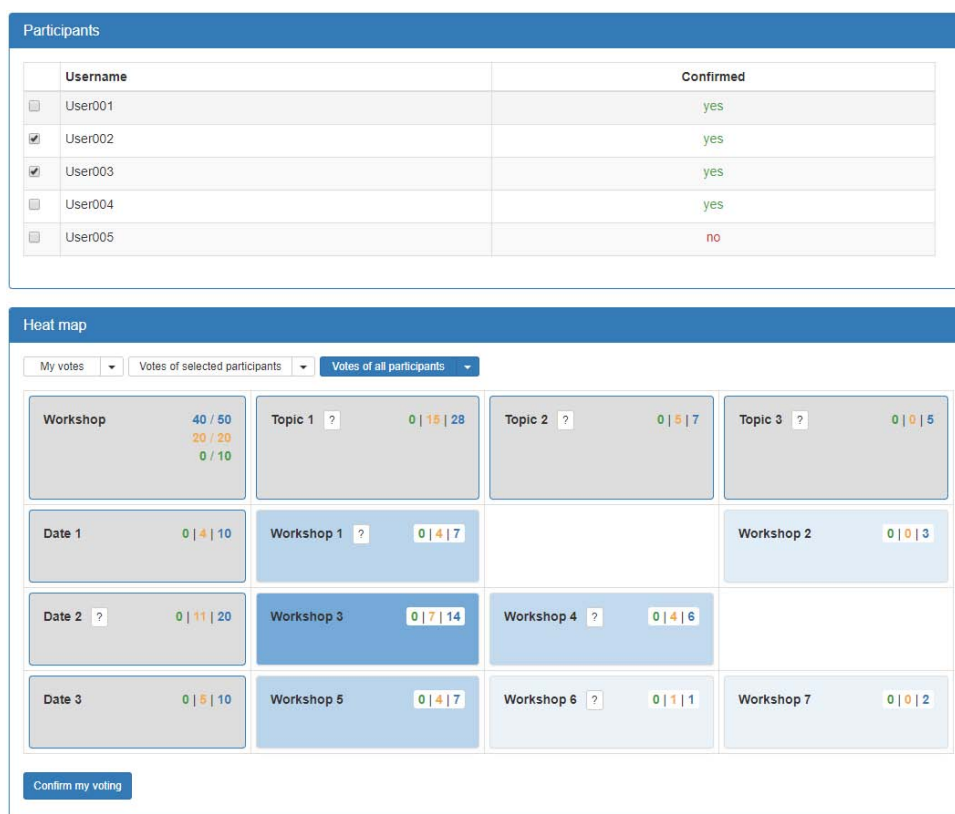 Participants
Username Confirmed
User001 yes
User002 yes
User003 yes
User004 yes
User005 no
Heat map
My votes Votes of selected participants Votes of all participants
Workshop 40 / 50 Topic 1 ? 0 | 15 | 28 Topic 2 ? 0 | 5 | 7 Topic 3 ? 0 | 0 | 5
20 / 20
0 / 10
Date 1 0 | 4 | 10 Workshop 1 ? 0 | 4 | 7 Workshop 2 0 | 0 | 3
Date 2 ? 0 | 11 | 20 Workshop 3 0 | 7 | 14 Workshop 4 ? 0 | 4 | 6
Date 3 0 | 5 | 10 Workshop 5 0 | 4 | 7 Workshop 6 ? 0 | 1 | 1 Workshop 7 0 | 0 | 2
Confirm my voting